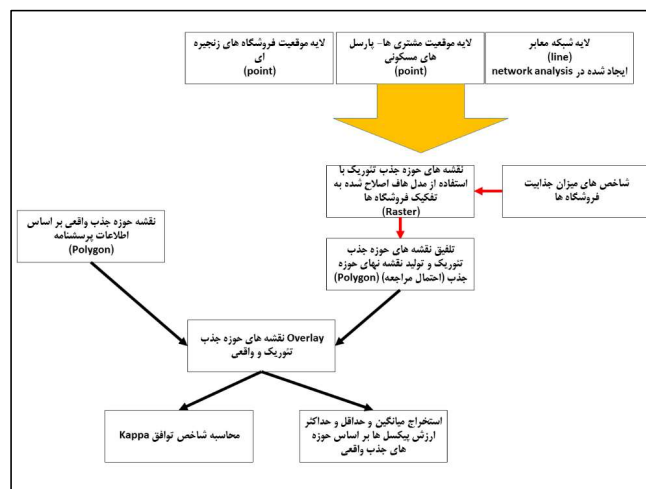 لایه شبکه معابر
(line)
ایجاد شده در network analysis
لایه موقعیت مشتری ها- پارسل
های مسکونی
(point)
لایه موقعیت فروشگاه های زنجیره
ای
(point)
نقشه های حوزه جذب تئوریک با
استفاده از مدل هاف اصلاح شده به
تفکیک فروشگاه ها
(Raster)
شاخص های میزان جذابیت
فروشگاه ها
نقشه حوزه جذب واقعی بر اساس
اطلاعات پرسشنامه
(Polygon)
تلفیق نقشه های حوزه جذب
تئوریک و تولید نقشه نهای حوزه
جذب (احتمال مراجعه) (Polygon)
Overlay نقشه های حوزه جذب
تئوریک و واقعی
استخراج میانگین و حداقل و حداکثر
ارزش پیکسل ها بر اساس حوزه
های جذب واقعی
محاسبه شاخص توافق Kappa